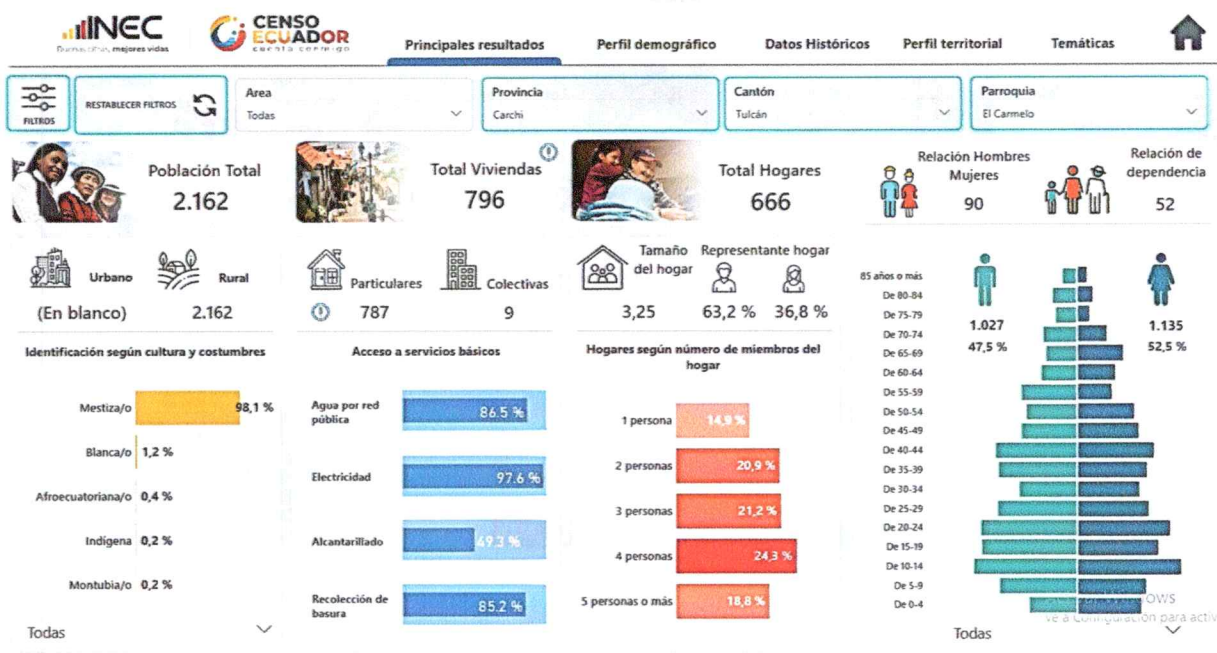 INEC
Buenas cifras, mejores vidas
CENSO
ECUADOR
cuenta conmigo
Principales resultados
Perfil demográfico
Datos Históricos
Perfil territorial
Temáticas
FILTROS
RESTABLECER FILTROS
Area
Todas
Provincia
Carchi
Cantón
Tulcán
Parroquia
El Carmelo
Población Total
2.162
Total Viviendas
796
Total Hogares
666
Relación Hombres
Mujeres
90
Relación de
dependencia
52
Urbano
(En blanco)
Rural
2.162
Particulares
787
Colectivas
9
Tamaño
del hogar
3,25
Representante hogar
63,2 %
36,8 %
Identificación según cultura y costumbres
Mestiza/o 98,1 %
Blanca/o 1,2 %
Afroecuatoriana/o 0,4 %
Indígena 0,2 %
Montubia/o 0,2 %
Todas
Acceso a servicios básicos
Agua por red
pública
86.5 %
Electricidad 97.6 %
Alcantarillado 49.3 %
Recolección de
basura
85.2 %
Hogares según número de miembros del
hogar
1 persona 14,9 %
2 personas 20,9 %
3 personas 21,2 %
4 personas 24,3 %
5 personas o más 18,8 %
85 años o más
De 80-84
De 75-79
De 70-74
De 65-69
De 60-64
De 55-59
De 50-54
De 45-49
De 40-44
De 35-39
De 30-34
De 25-29
De 20-24
De 15-19
De 10-14
De 5-9
De 0-4
1.027
47,5 %
1.135
52,5 %
Todas
Ve a Configuración para activ